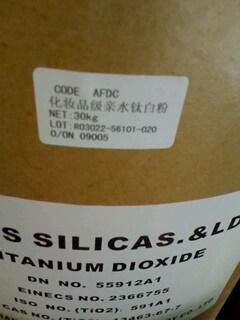 CODE AFDC
化妆品级亲水钛白粉
NET:30kg
LOT:R03022-56101-020
O/ON 09005
S SILICAS.&LD
ITANIUM DIOXIDE
DN NO. 55912A1
EINECS NO. 2366755
ISO NO. (TiO2). 591A1